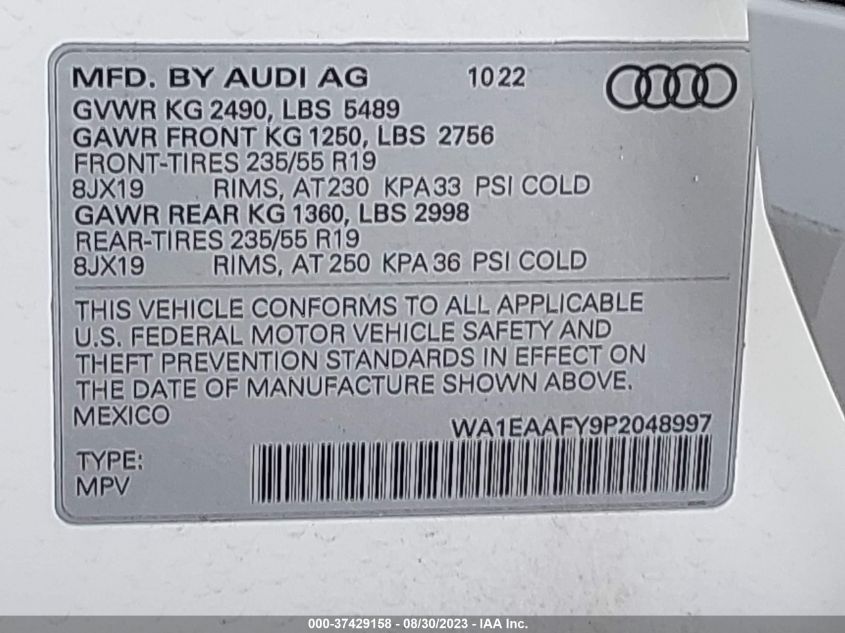 MFD. BY AUDI AG 10 22
GVWR KG 2490, LBS 5489
GAWR FRONT KG 1250, LBS 2756
FRONT-TIRES 235/55 R19
8JX19 RIMS, AT 230 KPA 33 PSI COLD
GAWR REAR KG 1360, LBS 2998
REAR-TIRES 235/55 R19
8JX19 RIMS, AT 250 KPA 36 PSI COLD
THIS VEHICLE CONFORMS TO ALL APPLICABLE
U.S. FEDERAL MOTOR VEHICLE SAFETY AND
THEFT PREVENTION STANDARDS IN EFFECT ON
THE DATE OF MANUFACTURE SHOWN ABOVE.
MEXICO
WA1EAAFY9P2048997
TYPE:
MPV
000-37429158 - 08/30/2023 - IAA Inc.